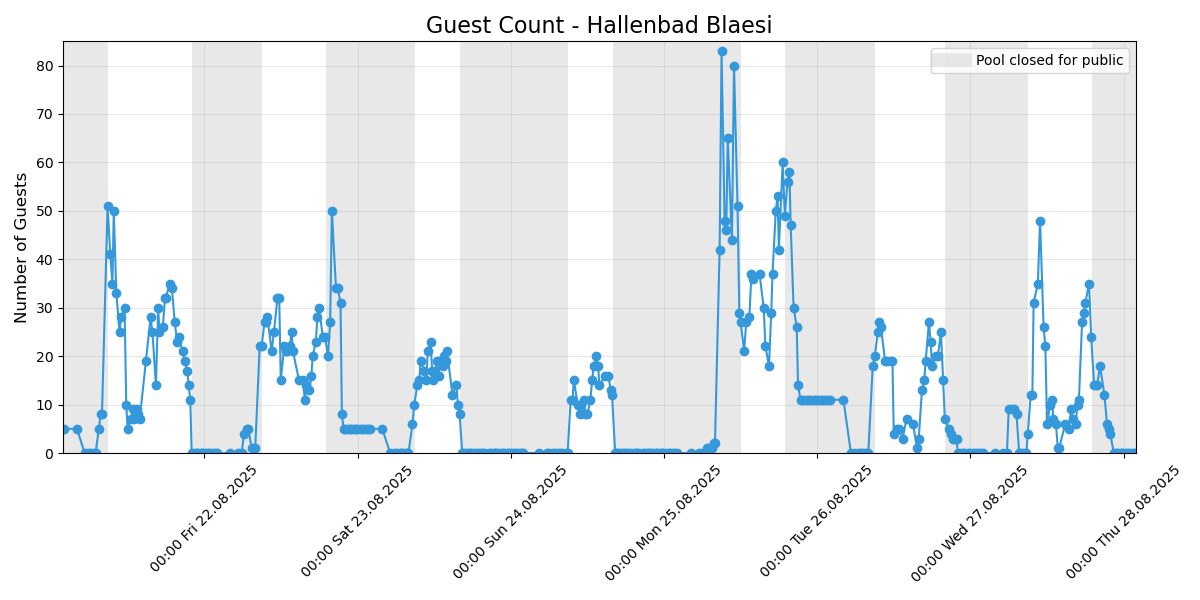 Guest Count - Hallenbad Blaesi
Pool closed for public
Number of Guests
80
70
60
50
40
30
20
10
0
00:00 Fri 22.08.2025
00:00 Sat 23.08.2025
00:00 Sun 24.08.2025
00:00 Mon 25.08.2025
00:00 Tue 26.08.2025
00:00 Wed 27.08.2025
00:00 Thu 28.08.2025